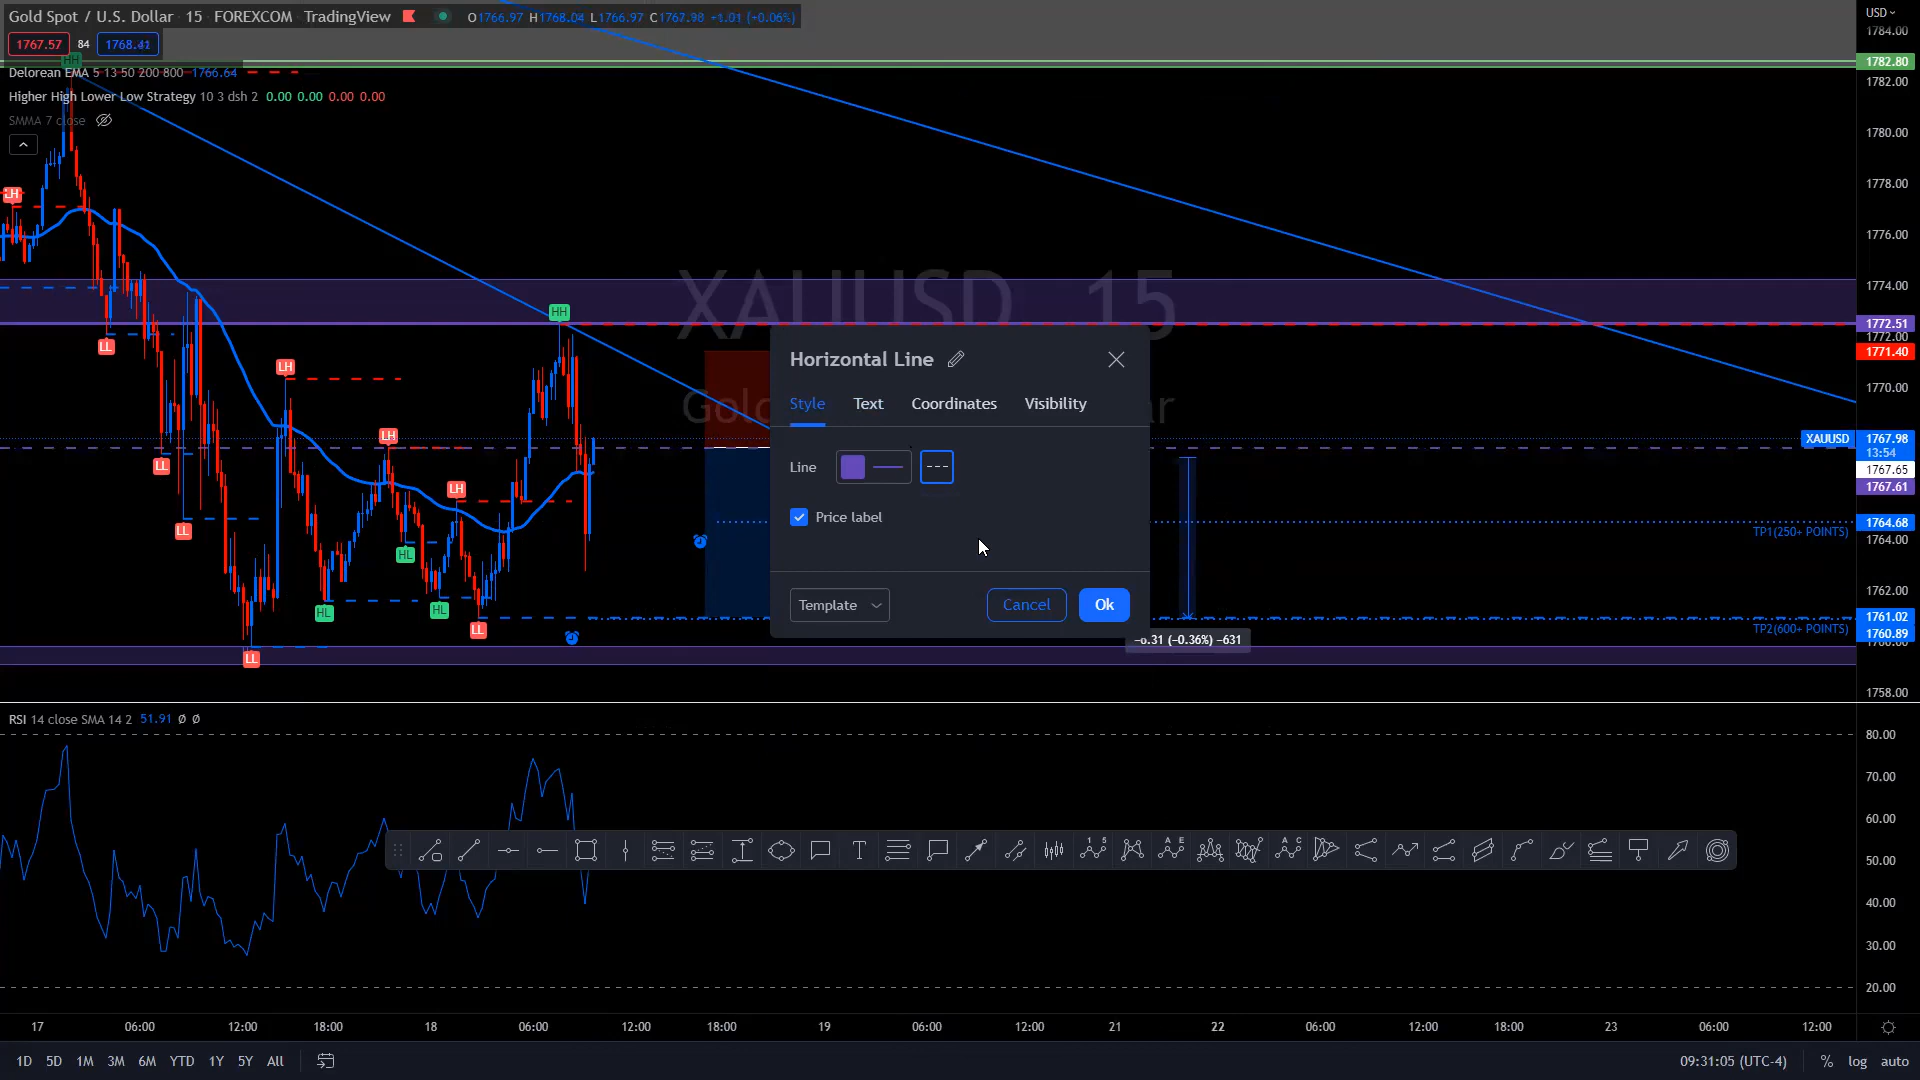 Gold Spot / U.S. Dollar · 15 · FOREXCOM · TradingView
O1766.97 H1768.04 L1766.97 C1767.98 +1.01 (+0.06%)
1767.57 84 1768.41
Delorean EMA 5 13 50 200 800 1766.64
Higher High Lower Low Strategy 10 3 dsh 2 0.00 0.00 0.00 0.00
SMMA 7 close
USD
1784.00
1782.80
1782.00
1780.00
1778.00
1776.00
1774.00
1772.51
1772.00
1771.40
1770.00
XAUUSD 1767.98
13:54
1767.65
1767.61
1764.68
TP1(250+ POINTS)
1764.00
1762.00
1761.02
TP2(600+ POINTS)
1760.89
1758.00
XAUUSD 15
HH
LH
LL
LL
LL
LL
LH
HL
LH
HL
HL
LH
LL
HH
Horizontal Line
Style Text Coordinates Visibility
Line
Price label
Template Cancel Ok
−6.31 (−0.36%) −631
RSI 14 close SMA 14 2 51.91 Ø Ø
80.00
70.00
60.00
50.00
40.00
30.00
20.00
17 06:00 12:00 18:00 18 06:00 12:00 18:00 19 06:00 12:00 21 22 06:00 12:00 18:00 23 06:00 12:00
1D 5D 1M 3M 6M YTD 1Y 5Y All
09:31:05 (UTC-4) % log auto